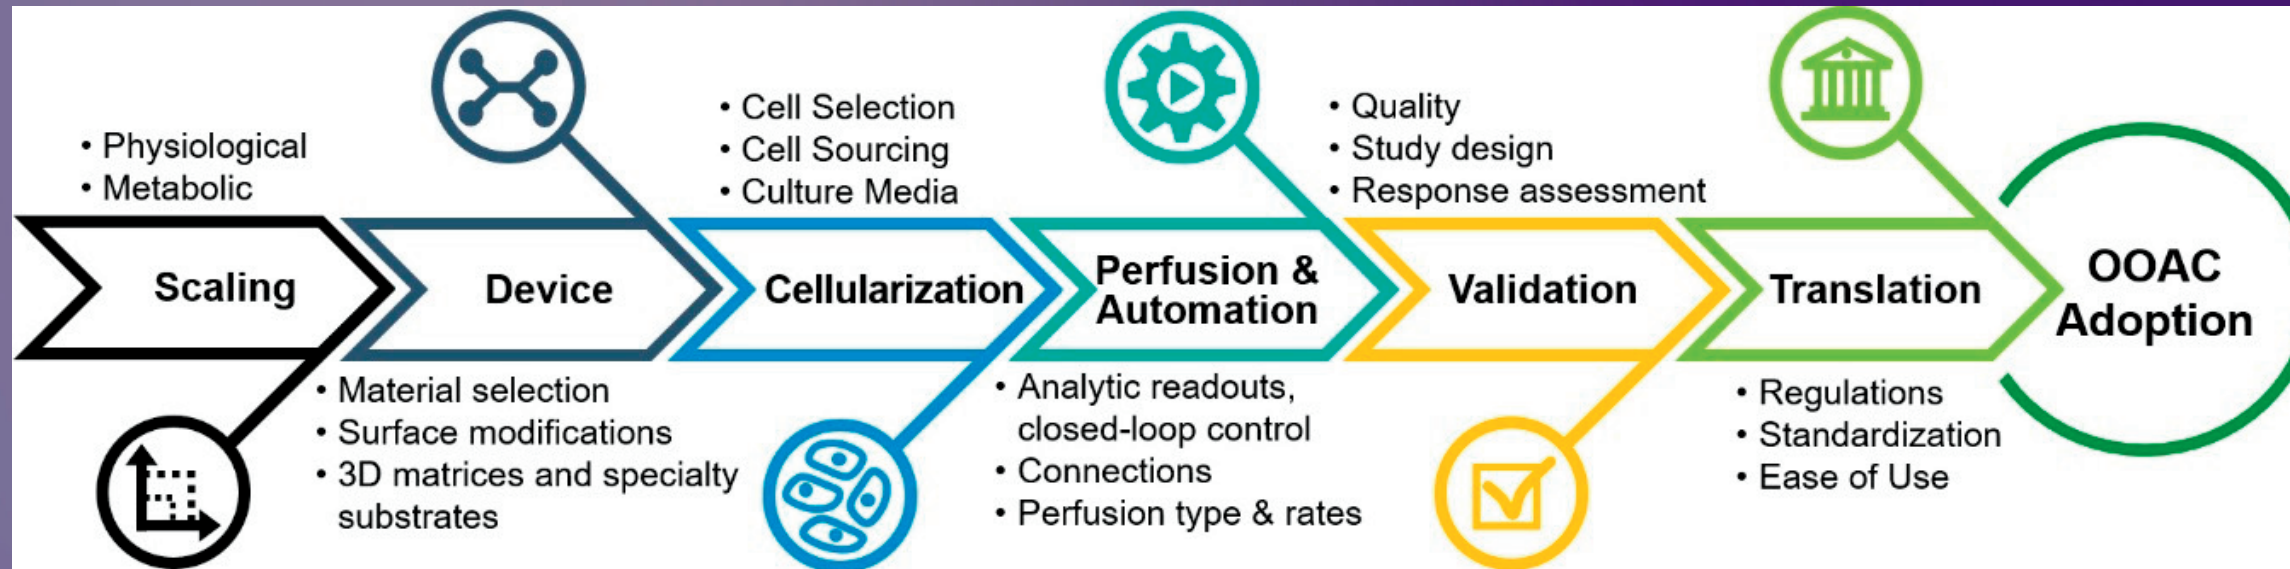 • Physiological
• Metabolic
Scaling
Device
• Material selection
• Surface modifications
• 3D matrices and specialty
substrates
• Cell Selection
• Cell Sourcing
• Culture Media
Cellularization
Perfusion &
Automation
• Analytic readouts,
closed-loop control
• Connections
• Perfusion type & rates
• Quality
• Study design
• Response assessment
Validation
Translation
• Regulations
• Standardization
• Ease of Use
OOAC
Adoption